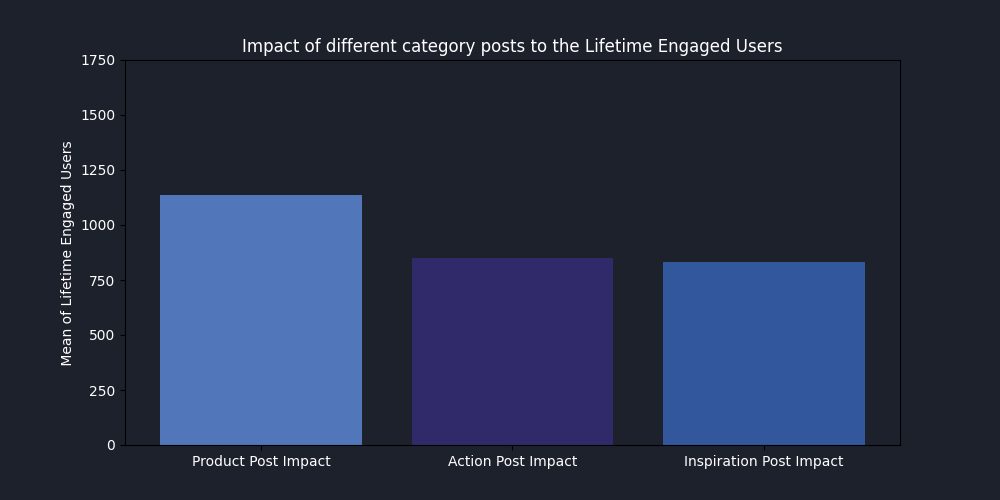 Impact of different category posts to the Lifetime Engaged Users
Mean of Lifetime Engaged Users
1750
1500
1250
1000
750
500
250
0
Product Post Impact
Action Post Impact
Inspiration Post Impact